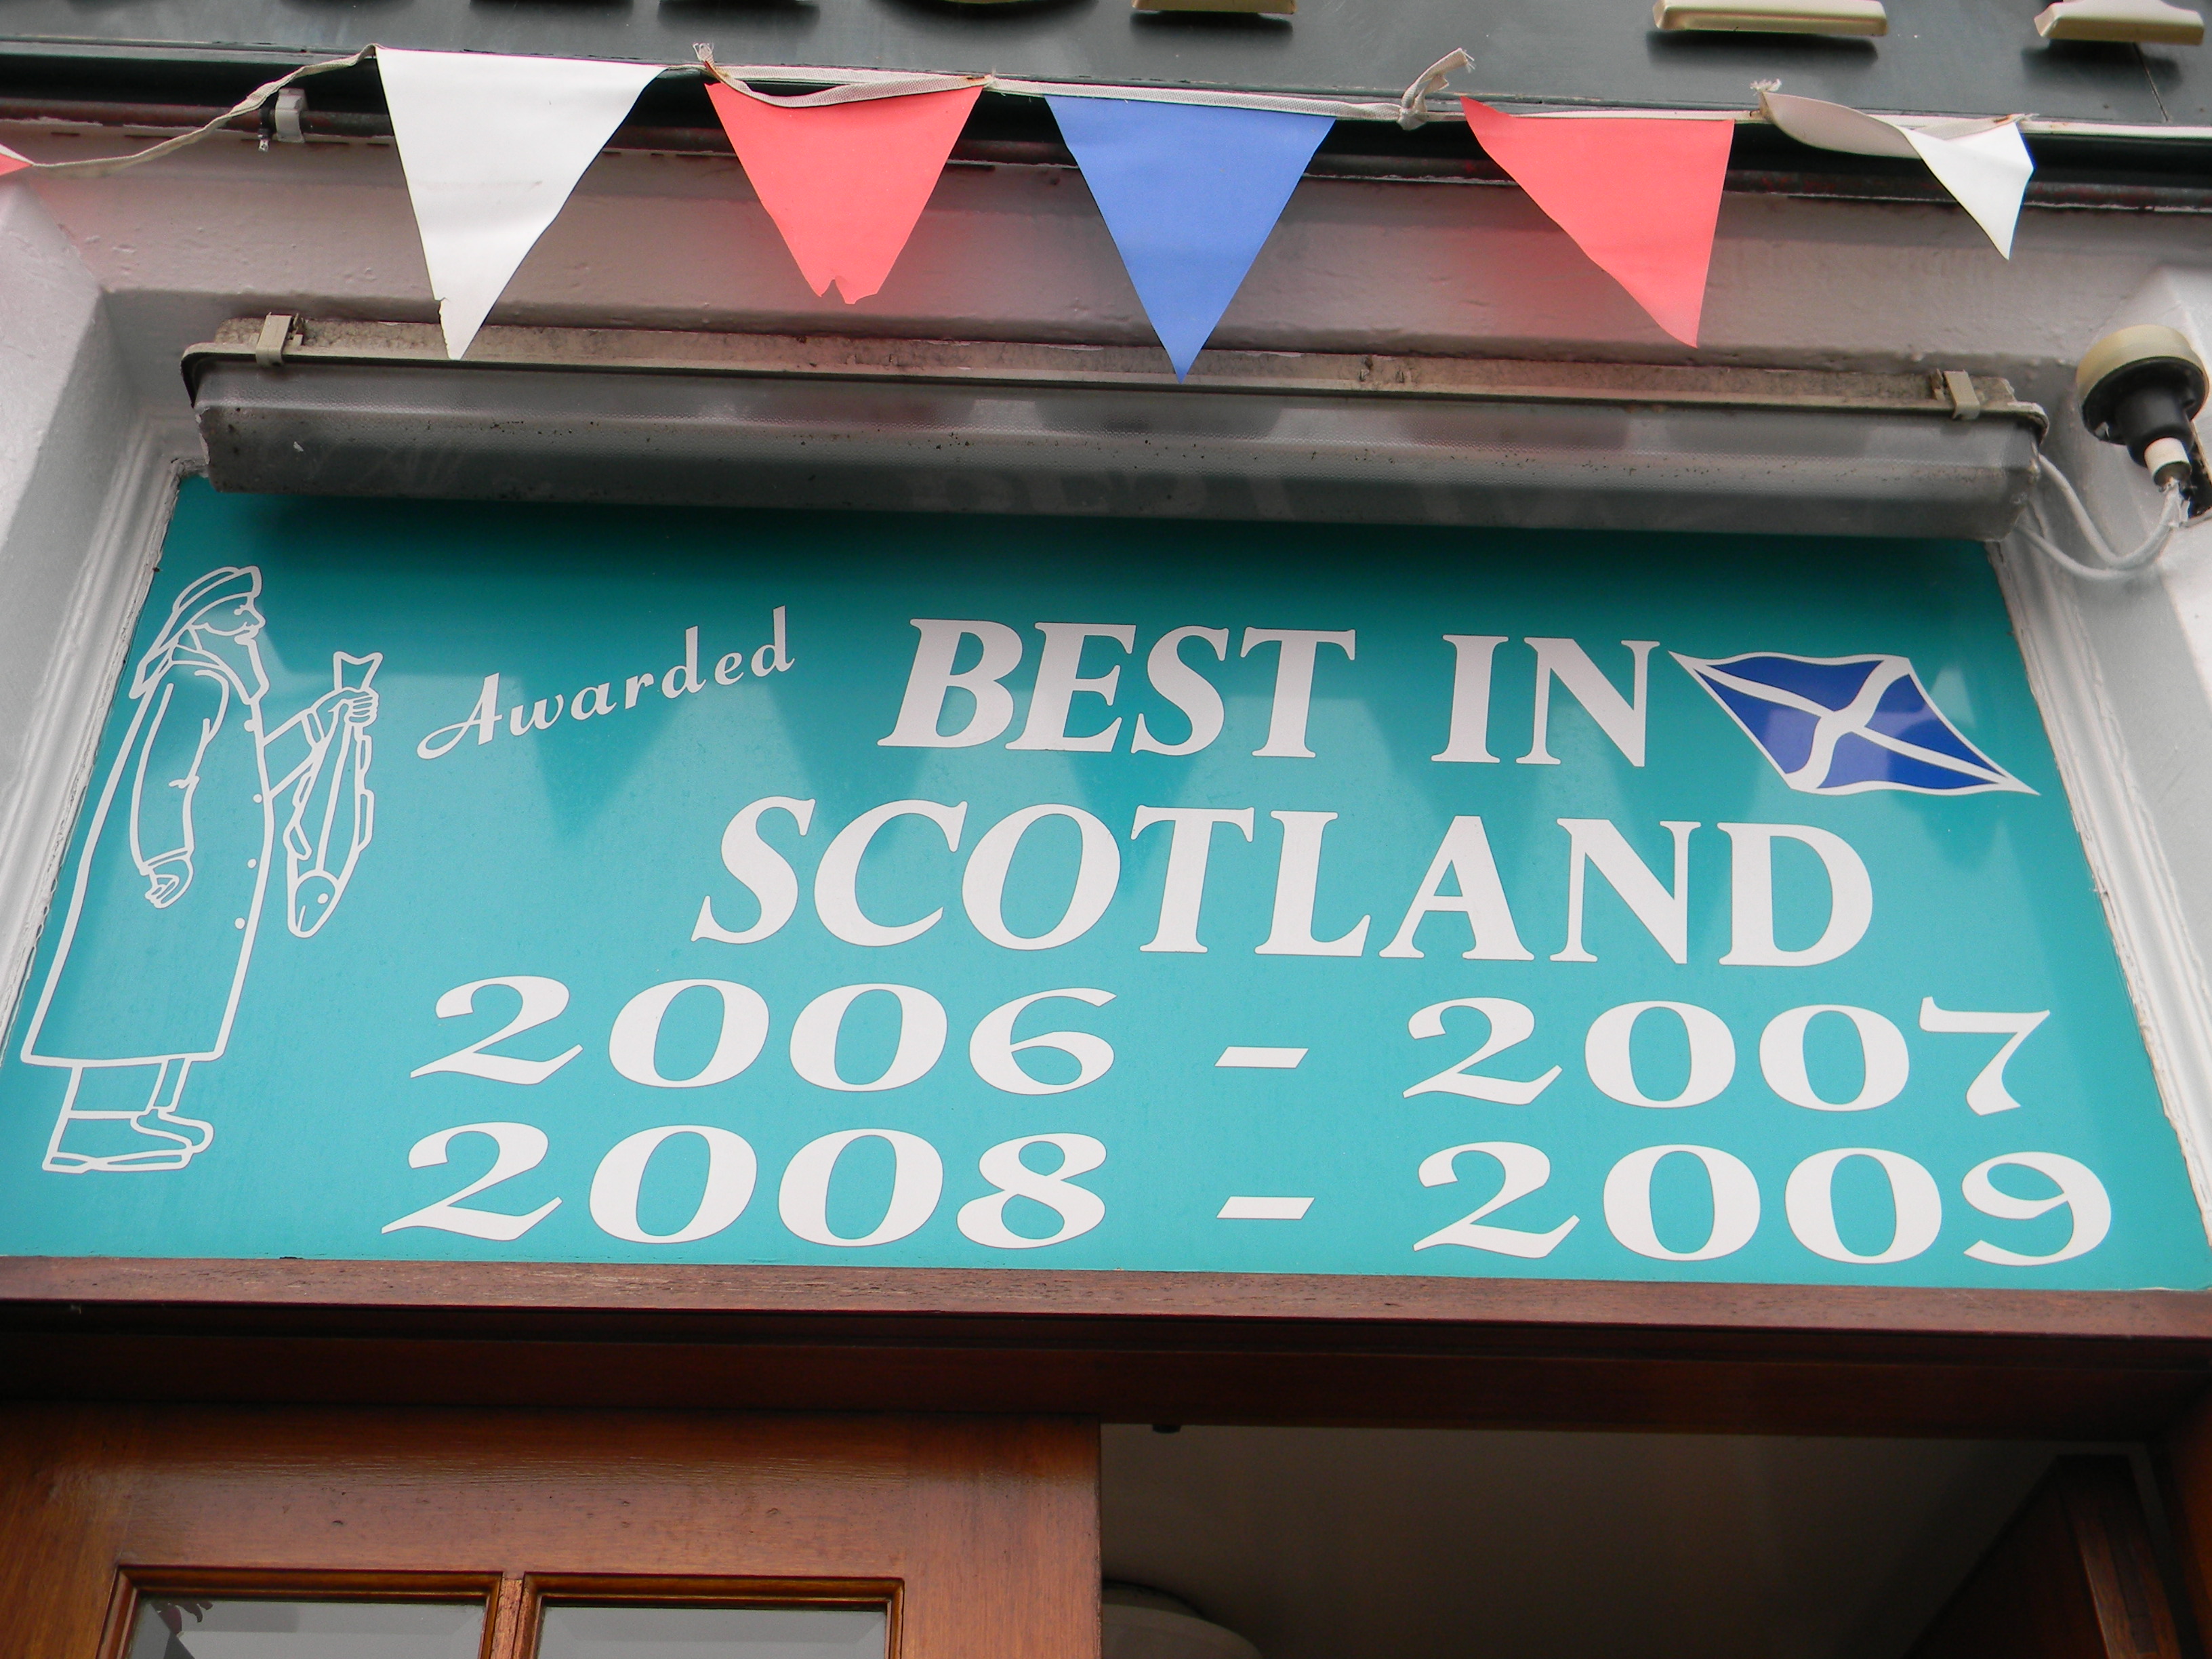 Awarded BEST IN
SCOTLAND
2006 - 2007
2008 - 2009